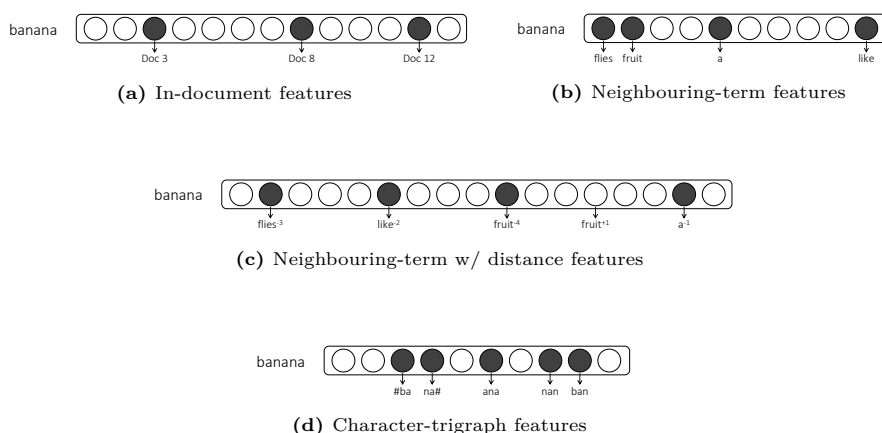 banana
Doc 3 Doc 8 Doc 12
(a) In-document features
banana
flies fruit a like
(b) Neighbouring-term features
banana
flies-3 like-2 fruit-4 fruit+1 a-1
(c) Neighbouring-term w/ distance features
banana
#ba na# ana nan ban
(d) Character-trigraph features